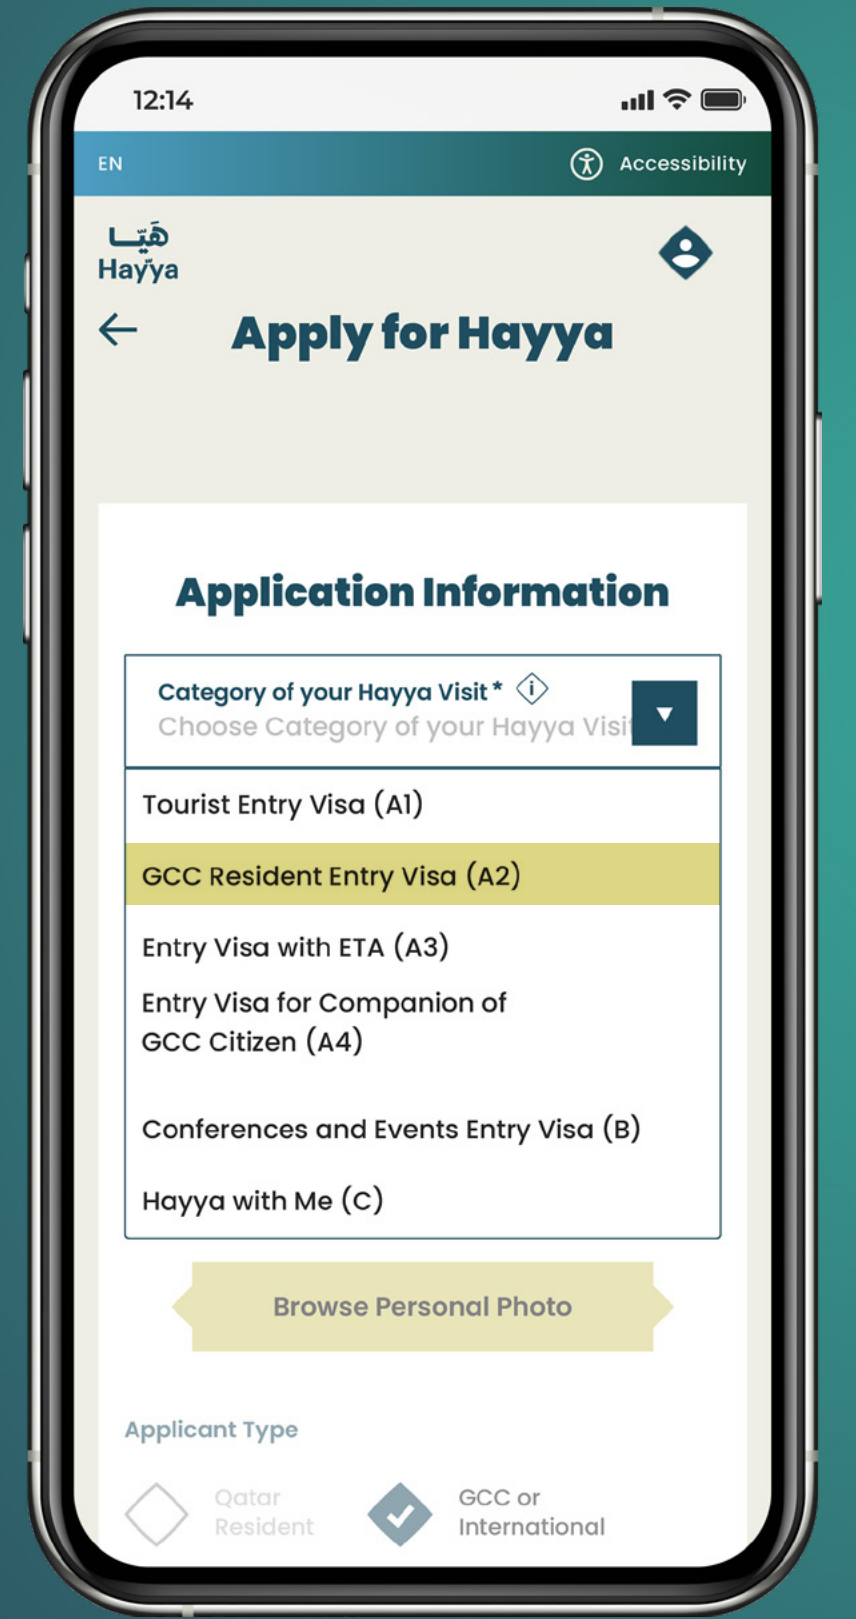 12:14
EN
Accessibility
هَيّا
Hayya
Apply for Hayya
Application Information
Category of your Hayya Visit *
Choose Category of your Hayya Visit
Tourist Entry Visa (A1)
GCC Resident Entry Visa (A2)
Entry Visa with ETA (A3)
Entry Visa for Companion of
GCC Citizen (A4)
Conferences and Events Entry Visa (B)
Hayya with Me (C)
Browse Personal Photo
Applicant Type
Qatar
Resident
GCC or
International